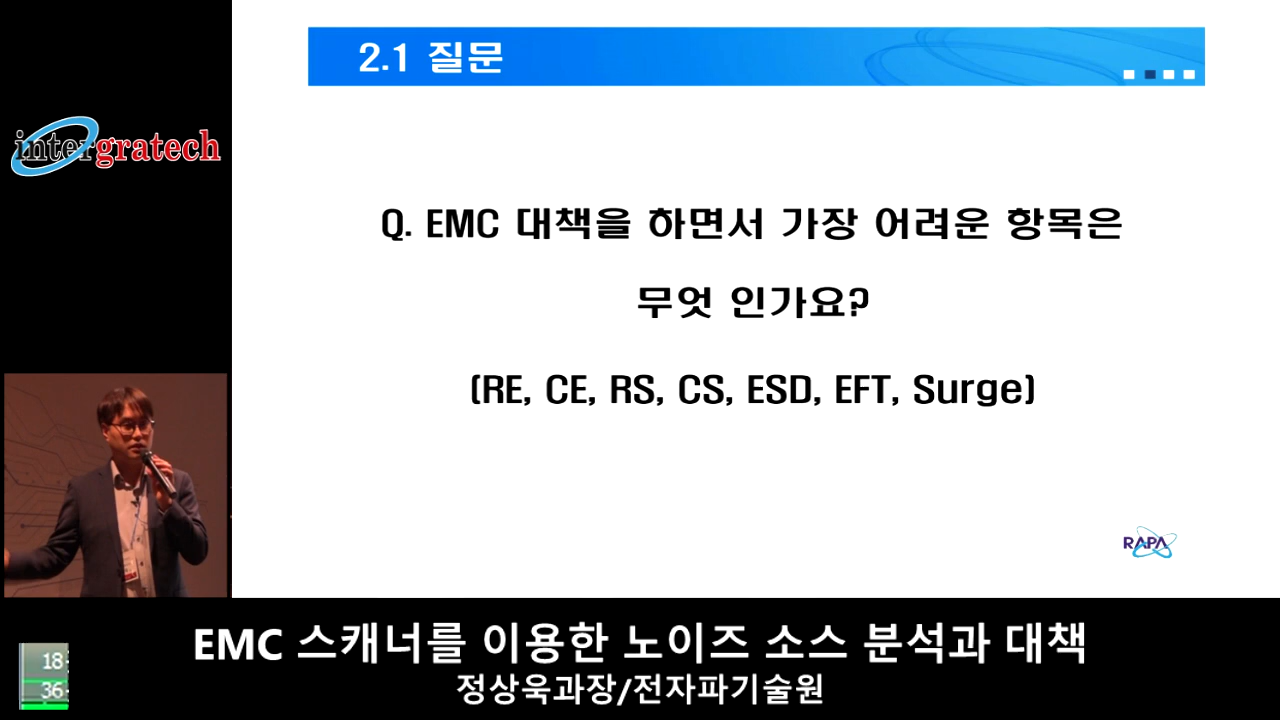 2.1 질문
intergratech
Q. EMC 대책을 하면서 가장 어려운 항목은
무엇 인가요?
(RE, CE, RS, CS, ESD, EFT, Surge)
RAPA
EMC 스캐너를 이용한 노이즈 소스 분석과 대책
정상욱과장/전자파기술원
18
36